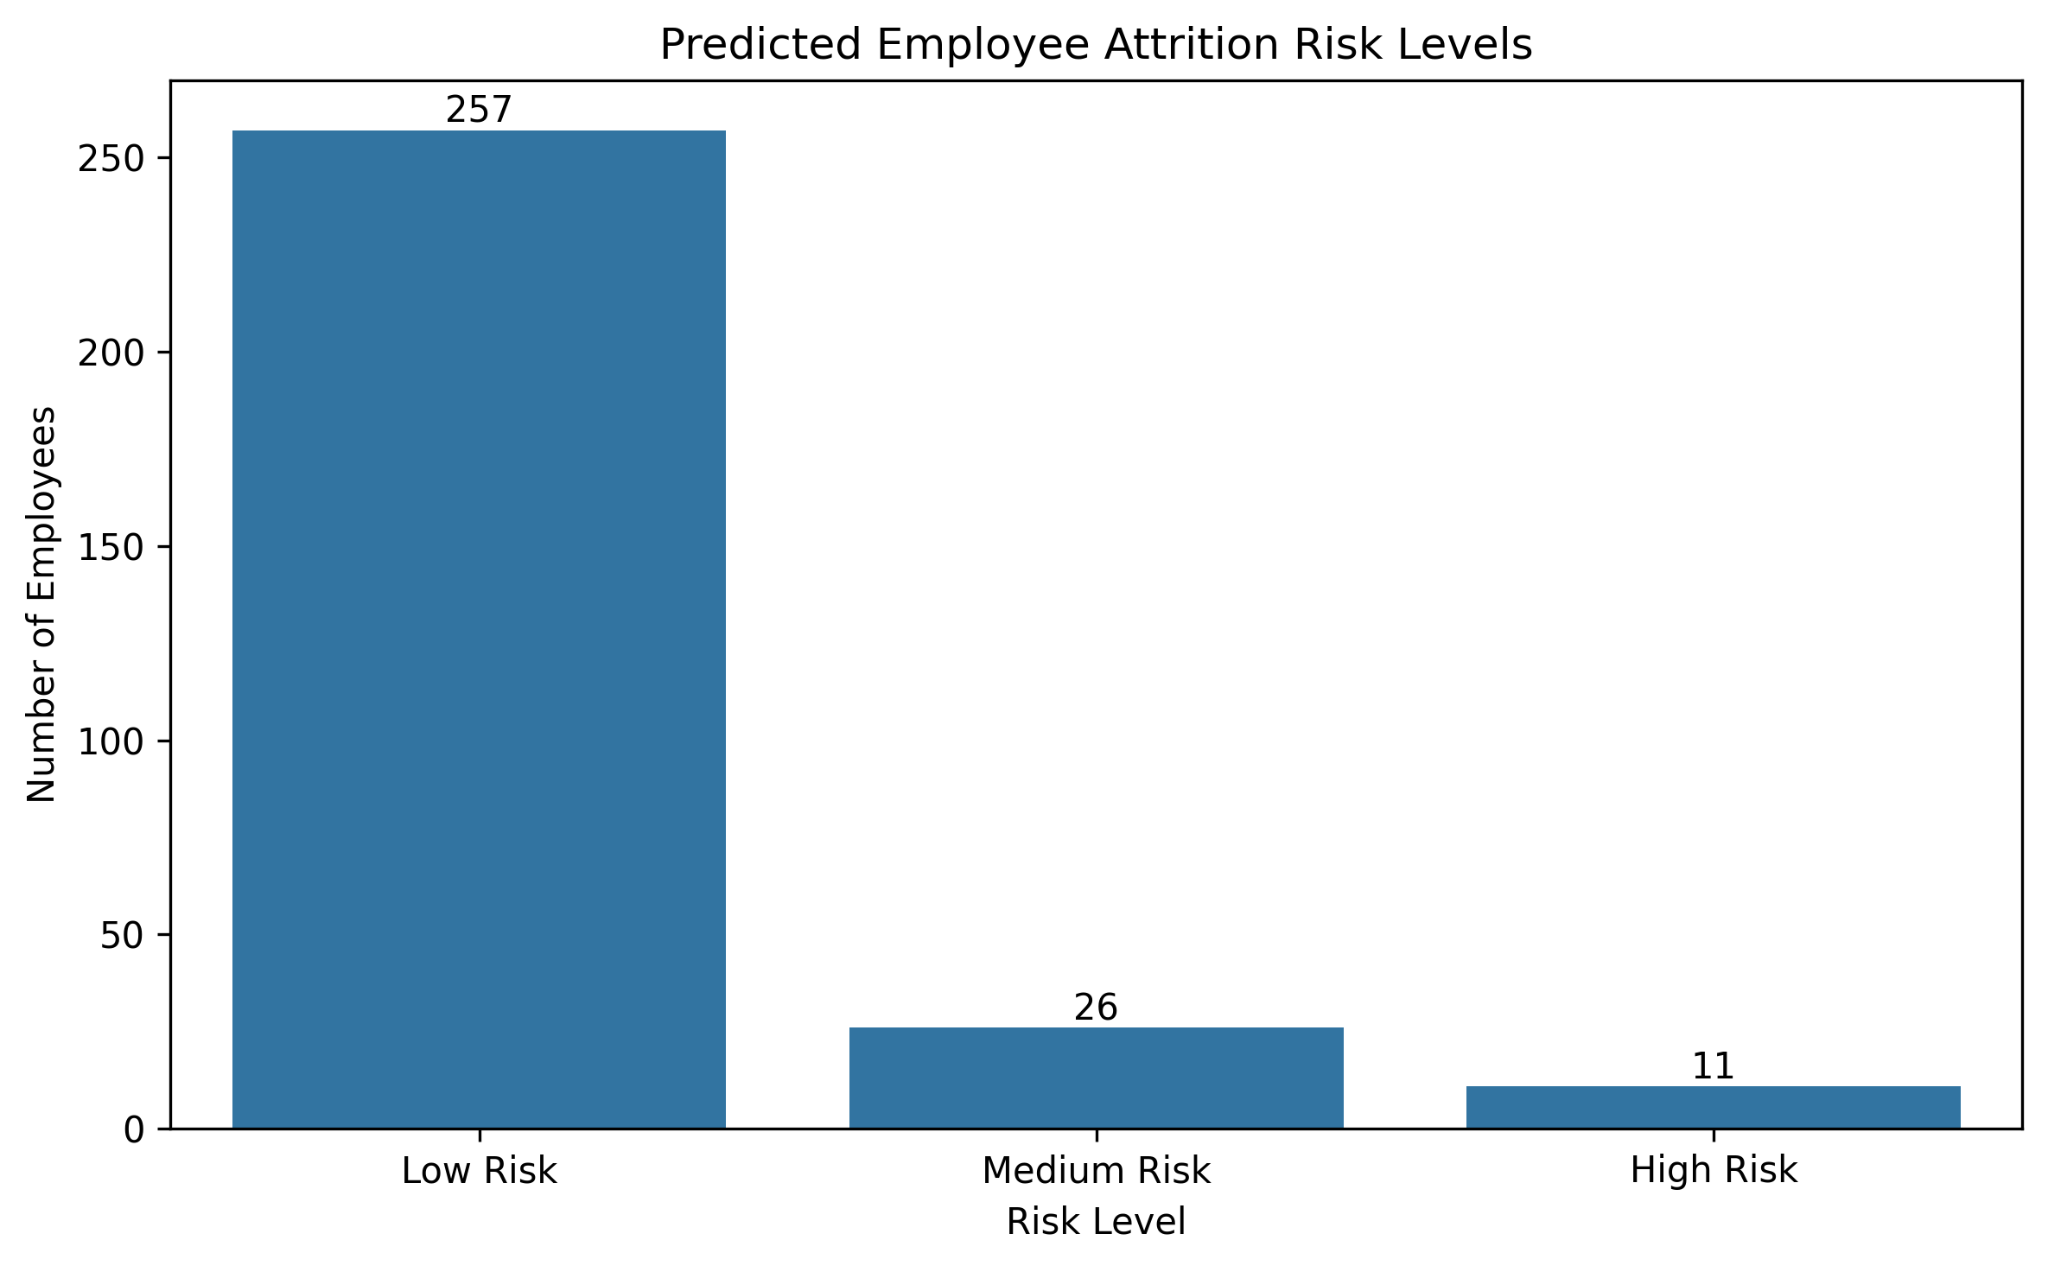 Predicted Employee Attrition Risk Levels
257
250
200
150
100
50
0
Number of Employees
26
11
Low Risk
Medium Risk
High Risk
Risk Level